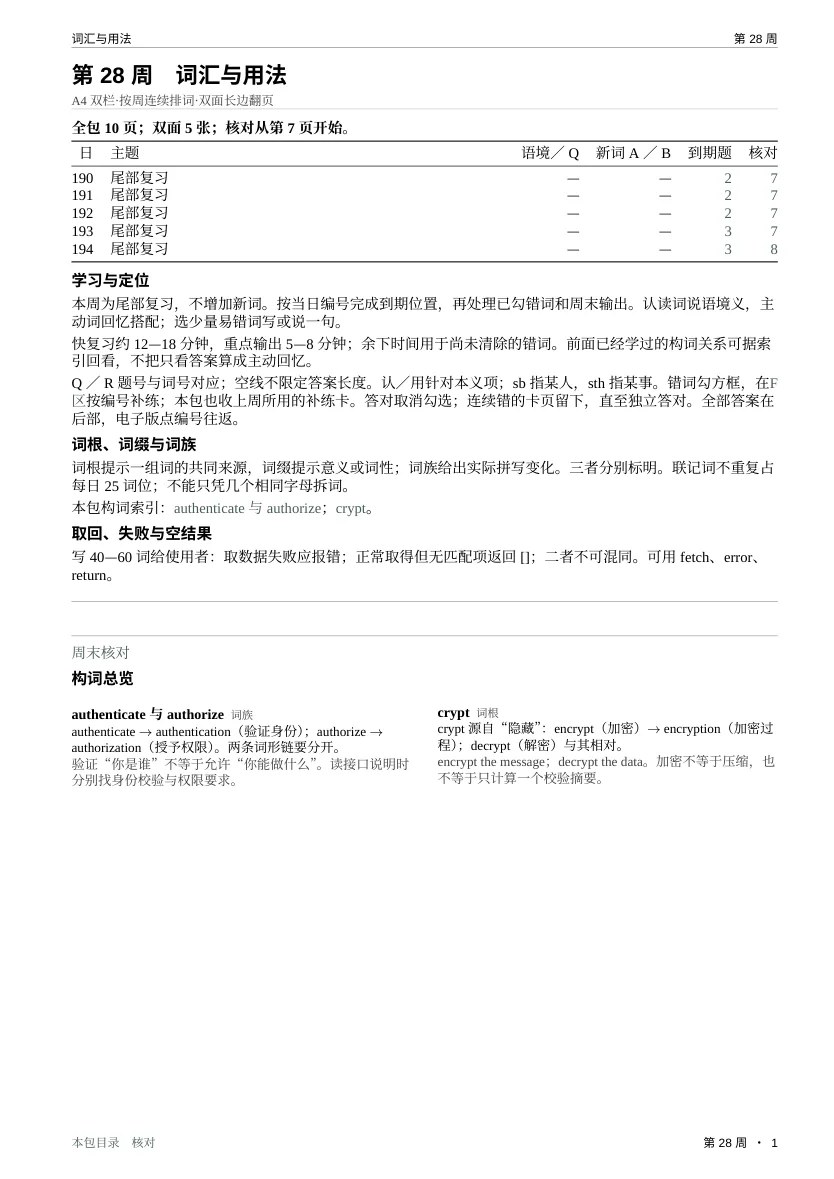 词汇与用法 第 28 周
第 28 周　词汇与用法
A4 双栏·按周连续排词·双面长边翻页
全包 10 页；双面 5 张；核对从第 7 页开始。
日 主题 语境／Q 新词 A／B 到期题 核对
190 尾部复习 — — 2 7
191 尾部复习 — — 2 7
192 尾部复习 — — 2 7
193 尾部复习 — — 3 7
194 尾部复习 — — 3 8
学习与定位
本周为尾部复习，不增加新词。按当日编号完成到期位置，再处理已勾错词和周末输出。认读词说语境义，主
动词回忆搭配；选少量易错词写或说一句。
快复习约 12—18 分钟，重点输出 5—8 分钟；余下时间用于尚未清除的错词。前面已经学过的构词关系可据索
引回看，不把只看答案算成主动回忆。
Q／R 题号与词号对应；空线不限定答案长度。认／用针对本义项；sb 指某人，sth 指某事。错词勾方框，在F
区按编号补练；本包也收上周所用的补练卡。答对取消勾选；连续错的卡页留下，直至独立答对。全部答案在
后部，电子版点编号往返。
词根、词缀与词族
词根提示一组词的共同来源，词缀提示意义或词性；词族给出实际拼写变化。三者分别标明。联记词不重复占
每日 25 词位；不能只凭几个相同字母拆词。
本包构词索引：authenticate 与 authorize；crypt。
取回、失败与空结果
写 40—60 词给使用者：取数据失败应报错；正常取得但无匹配项返回 []；二者不可混同。可用 fetch、error、
return。
周末核对
构词总览
authenticate 与 authorize 词族
authenticate → authentication（验证身份）；authorize →
authorization（授予权限）。两条词形链要分开。
验证“你是谁”不等于允许“你能做什么”。读接口说明时
分别找身份校验与权限要求。
crypt 词根
crypt 源自“隐藏”：encrypt（加密）→ encryption（加密过
程）；decrypt（解密）与其相对。
encrypt the message；decrypt the data。加密不等于压缩，也
不等于只计算一个校验摘要。
本包目录　核对 第 28 周 · 1